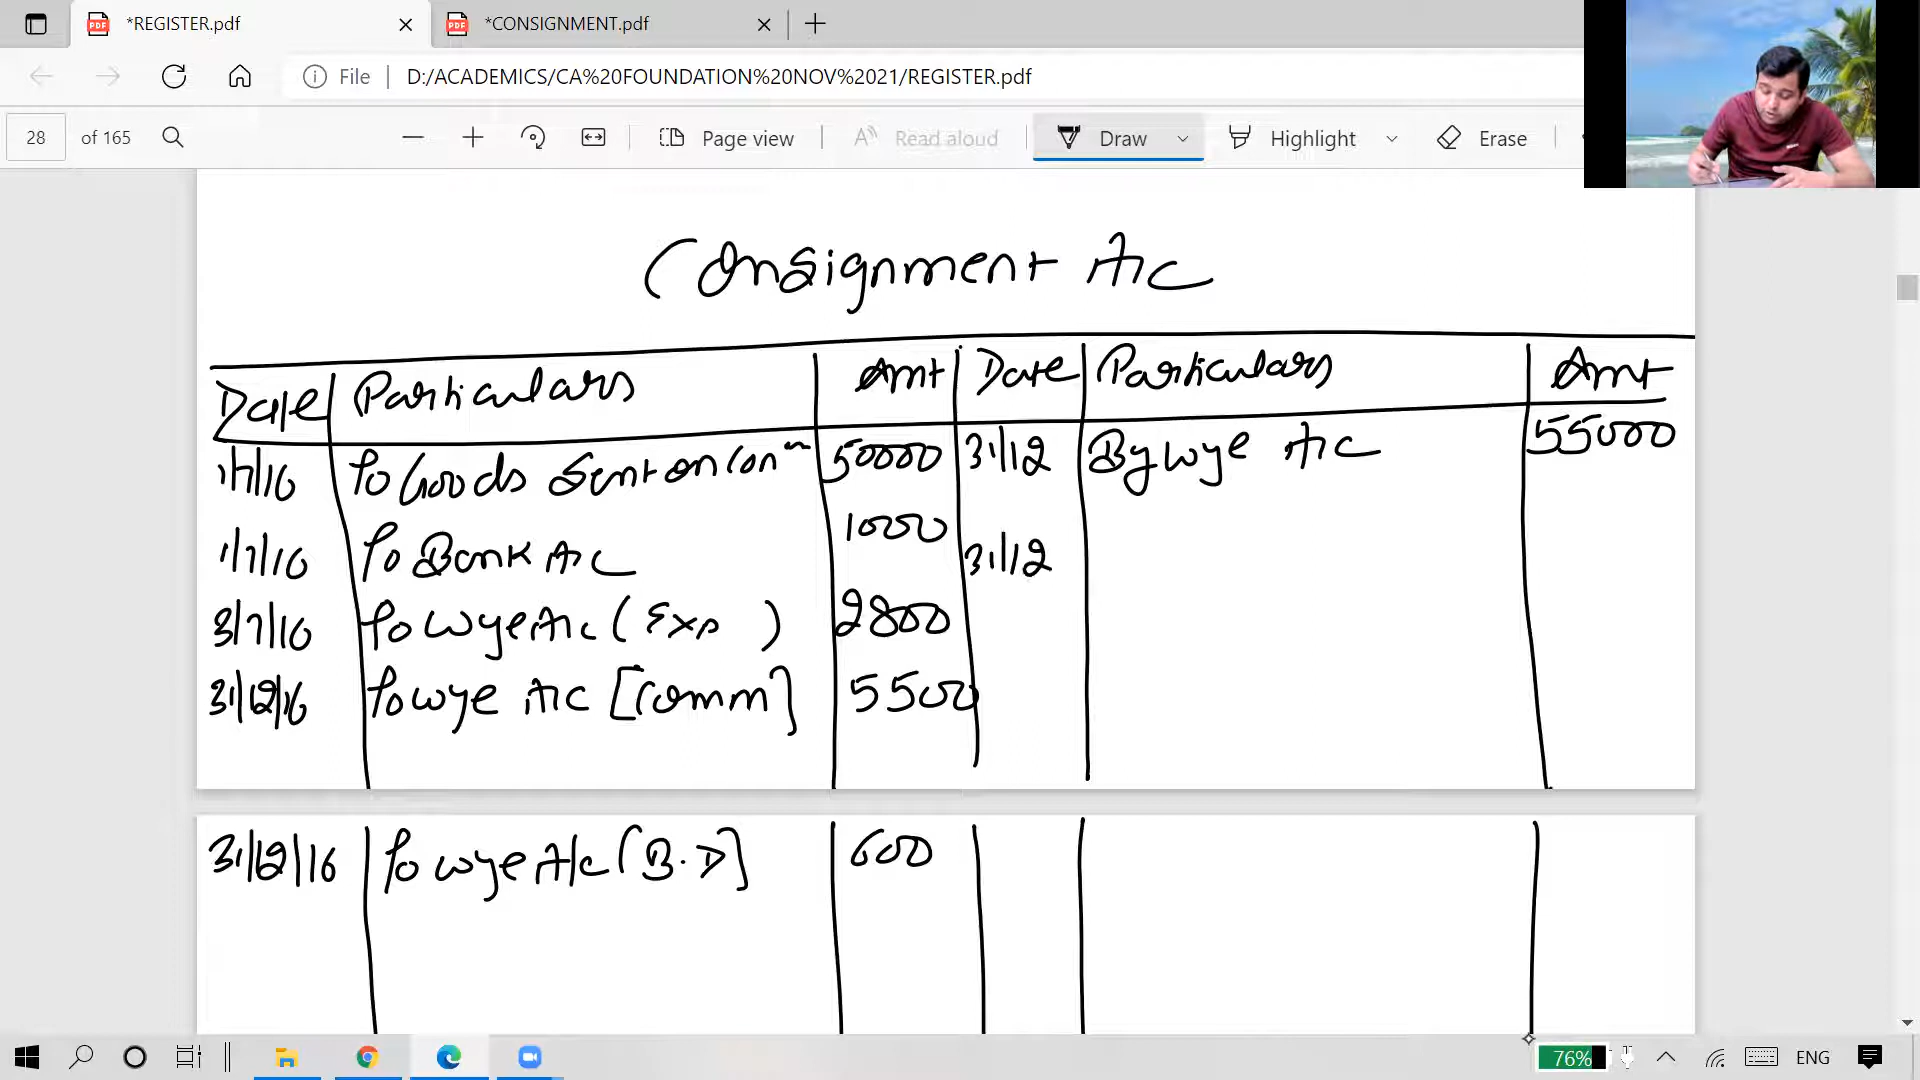 *REGISTER.pdf
*CONSIGNMENT.pdf
File D:/ACADEMICS/CA%20FOUNDATION%20NOV%2021/REGISTER.pdf
28 of 165 Page view Read aloud Draw Highlight Erase
Consignment A/c
Date Particulars Amt Date Particulars Amt
1/7/16 To Goods Sent on Conm 50000 31/12 By Wye A/c 55000
1/7/16 To Bank A/c 1000 31/12
3/7/16 To Wye A/c (Exp ) 2800
31/12/16 To Wye A/c [Comm] 5500
31/12/16 To Wye A/c [B.D] 600
76% ENG